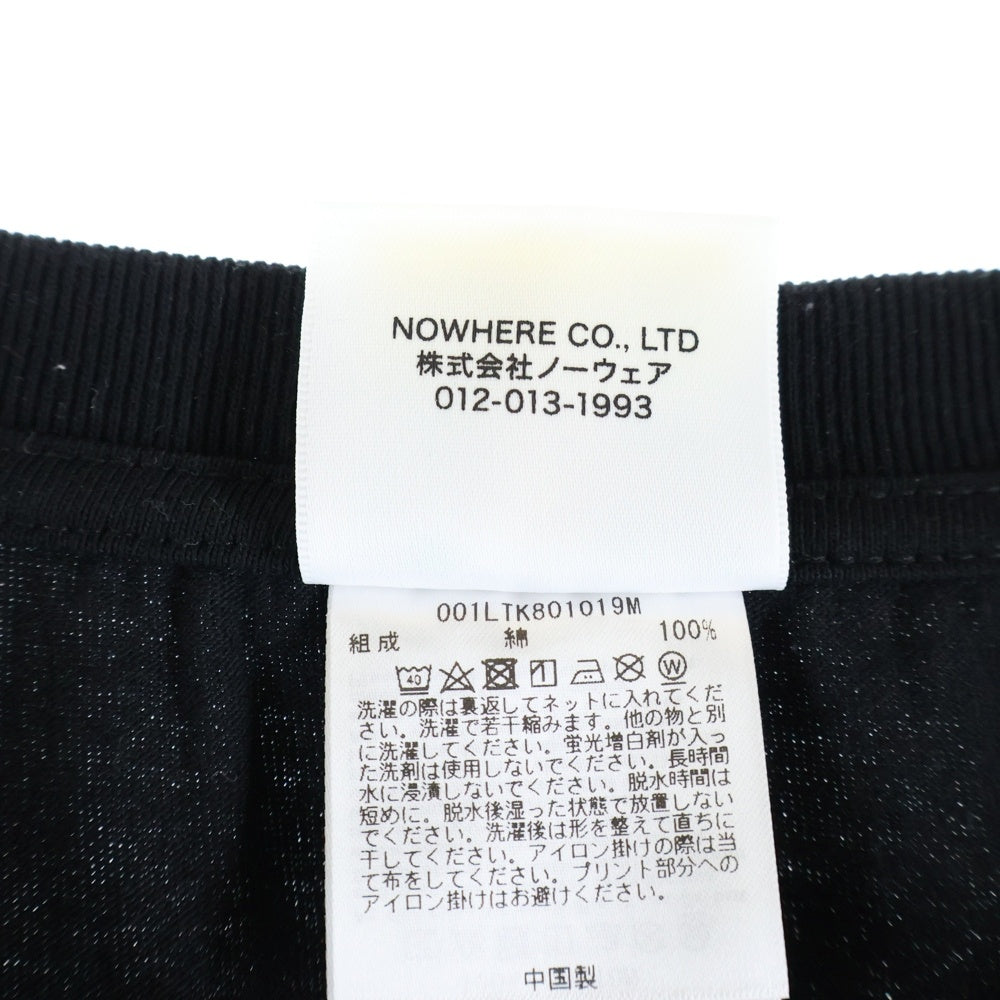 NOWHERE CO., LTD
株式会社ノーウェア
012-013-1993
001LTK801019M
組成 綿 100%
40 W
洗濯の際は裏返してネットに入れてくだ
さい。洗濯で若干縮みます。他の物と別
に洗濯してください。蛍光増白剤が入っ
た洗剤は使用しないでください。長時間
水に浸漬しないでください。脱水時間は
短めに。脱水後湿った状態で放置しない
でください。洗濯後は形を整えて直ちに
干してください。アイロン掛けの際は当
て布をしてください。プリント部分への
アイロン掛けはお避けください。
中国製